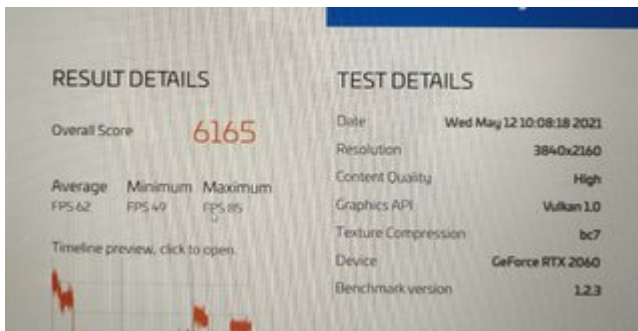 RESULT DETAILS
Overall Score 6165
Average Minimum Maximum
FPS 62 FPS 49 FPS 85
Timeline preview, click to open.
TEST DETAILS
Date Wed May 12 10:08:18 2021
Resolution 3840x2160
Content Quality High
Graphics API Vulkan 1.0
Texture Compression bc7
Device GeForce RTX 2060
Benchmark version 1.2.3